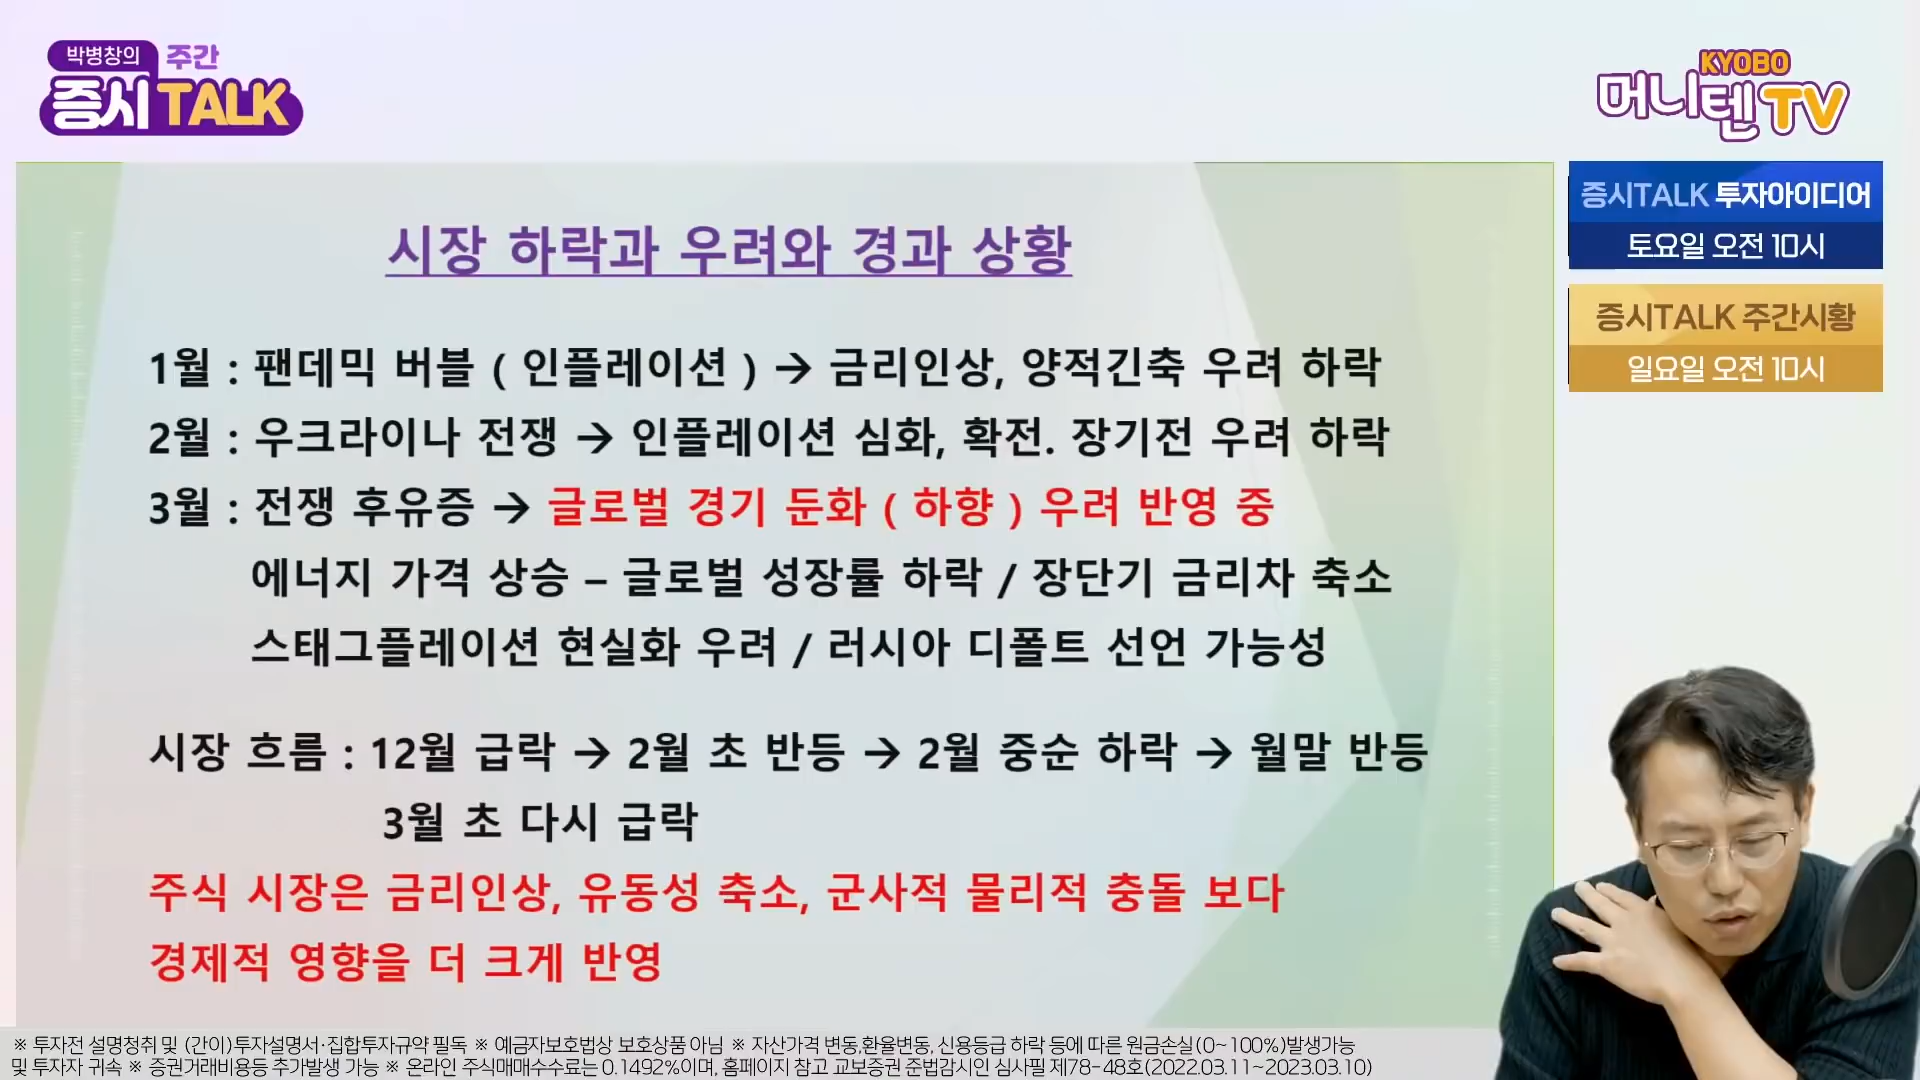 박병창의 주간
증시 TALK
KYOBO
머니텐 TV
증시TALK 투자아이디어
토요일 오전 10시
증시TALK 주간시황
일요일 오전 10시
시장 하락과 우려와 경과 상황
1월 : 팬데믹 버블 ( 인플레이션 ) → 금리인상, 양적긴축 우려 하락
2월 : 우크라이나 전쟁 → 인플레이션 심화, 확전. 장기전 우려 하락
3월 : 전쟁 후유증 → 글로벌 경기 둔화 ( 하향 ) 우려 반영 중
에너지 가격 상승 – 글로벌 성장률 하락 / 장단기 금리차 축소
스태그플레이션 현실화 우려 / 러시아 디폴트 선언 가능성
시장 흐름 : 12월 급락 → 2월 초 반등 → 2월 중순 하락 → 월말 반등
3월 초 다시 급락
주식 시장은 금리인상, 유동성 축소, 군사적 물리적 충돌 보다
경제적 영향을 더 크게 반영
※ 투자전 설명청취 및 (간이)투자설명서·집합투자규약 필독 ※ 예금자보호법상 보호상품 아님 ※ 자산가격 변동,환율변동, 신용등급 하락 등에 따른 원금손실(0~100%)발생가능
및 투자자 귀속 ※ 증권거래비용등 추가발생 가능 ※ 온라인 주식매매수수료는 0.1492%이며, 홈페이지 참고 교보증권 준법감시인 심사필 제78-48호(2022.03.11~2023.03.10)